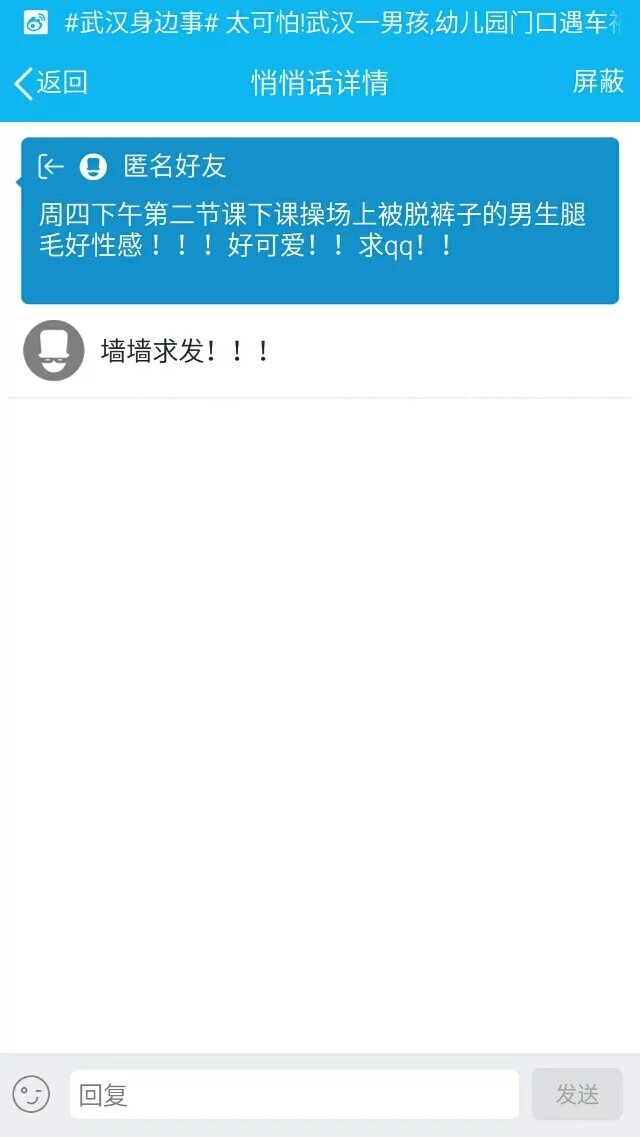 #武汉身边事# 太可怕!武汉一男孩,幼儿园门口遇车
返回
悄悄话详情
屏蔽
匿名好友
周四下午第二节课下课操场上被脱裤子的男生腿
毛好性感！！！好可爱！！求qq！！
墙墙求发！！！
回复
发送